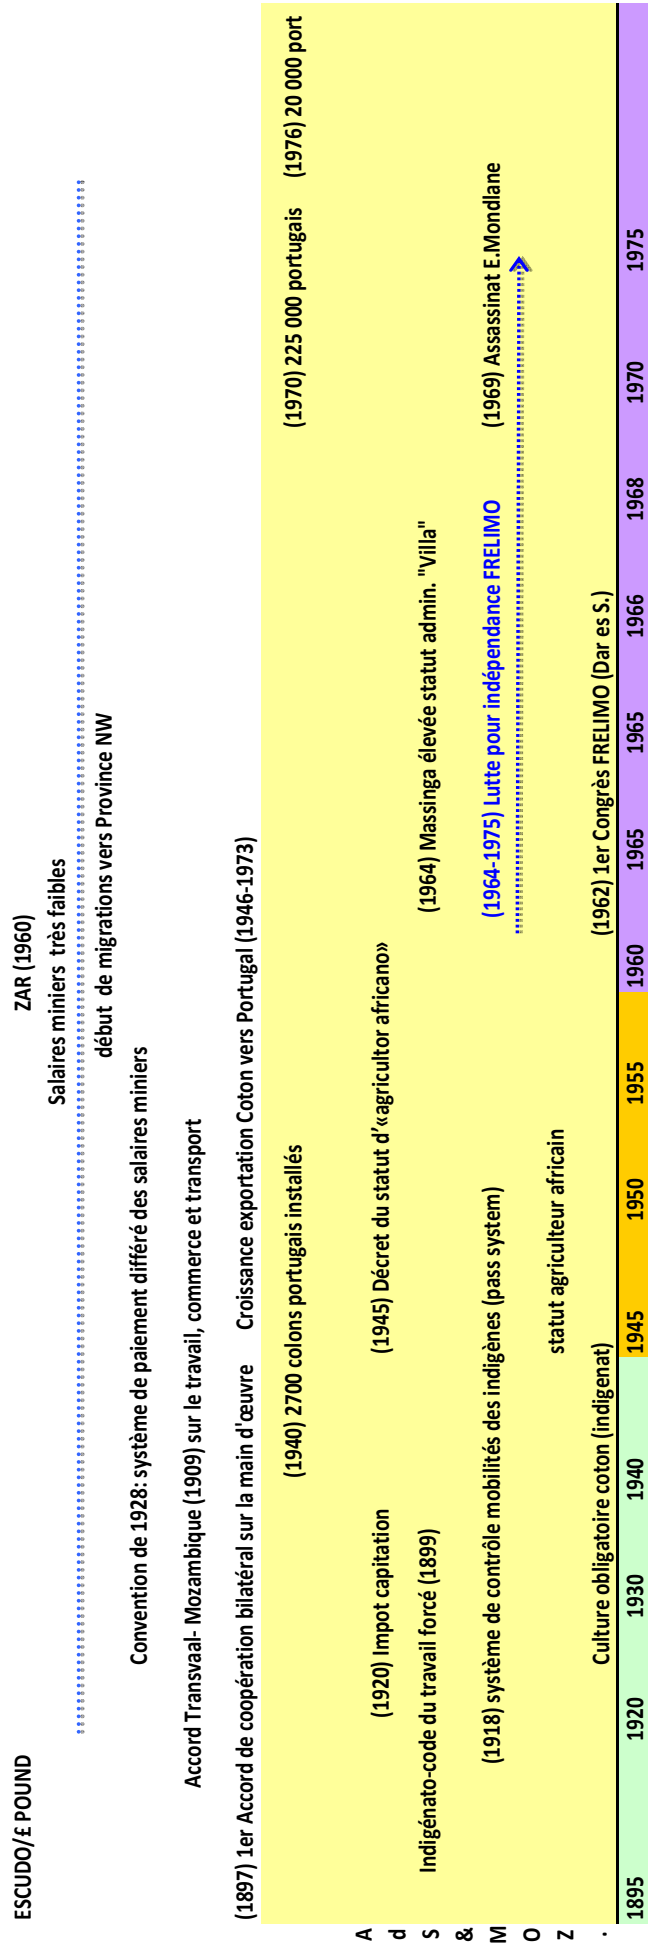 ESCUDO/£ POUND ZAR (1960)
Salaires miniers très faibles
début de migrations vers Province NW
Convention de 1928: système de paiement différé des salaires miniers
Accord Transvaal- Mozambique (1909) sur le travail, commerce et transport
(1897) 1er Accord de coopération bilatéral sur la main d'œuvre Croissance exportation Coton vers Portugal (1946-1973)
(1940) 2700 colons portugais installés (1970) 225 000 portugais (1976) 20 000 port
(1920) Impot capitation (1945) Décret du statut d'«agricultor africano»
Indigénato-code du travail forcé (1899) (1964) Massinga élevée statut admin. "Villa"
(1918) système de contrôle mobilités des indigènes (pass system) (1964-1975) Lutte pour indépendance FRELIMO (1969) Assassinat E.Mondlane
statut agriculteur africain
Culture obligatoire coton (indigenat) (1962) 1er Congrès FRELIMO (Dar es S.)
A
d
S
&
M
O
Z
.
1895 1920 1930 1940 1945 1950 1955 1960 1965 1965 1966 1968 1970 1975